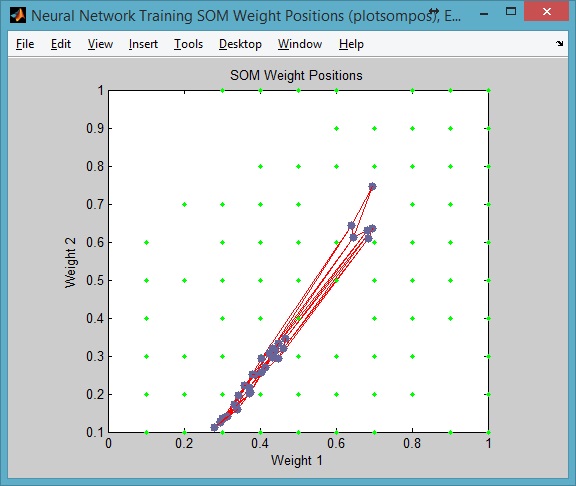 Neural Network Training SOM Weight Positions (plotsompos), E...
File Edit View Insert Tools Desktop Window Help
SOM Weight Positions
1
0.9
0.8
0.7
0.6
0.5
0.4
0.3
0.2
0.1
Weight 2
0 0.2 0.4 0.6 0.8 1
Weight 1